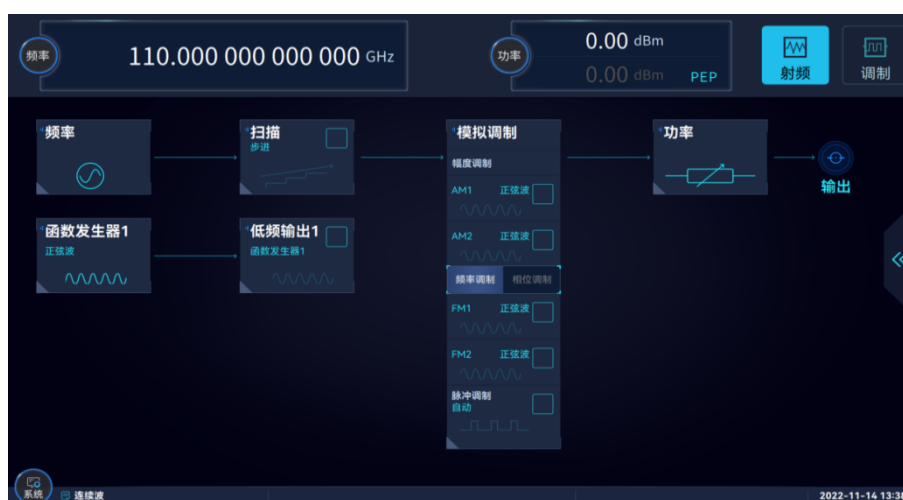 频率
110.000 000 000 000 GHz
功率
0.00 dBm
0.00 dBm PEP
射频
调制
频率
扫描
步进
模拟调制
幅度调制
AM1 正弦波
AM2 正弦波
频率调制 相位调制
FM1 正弦波
FM2 正弦波
脉冲调制
自动
功率
输出
函数发生器1
正弦波
低频输出1
函数发生器1
系统
连续波
2022-11-14 13:38